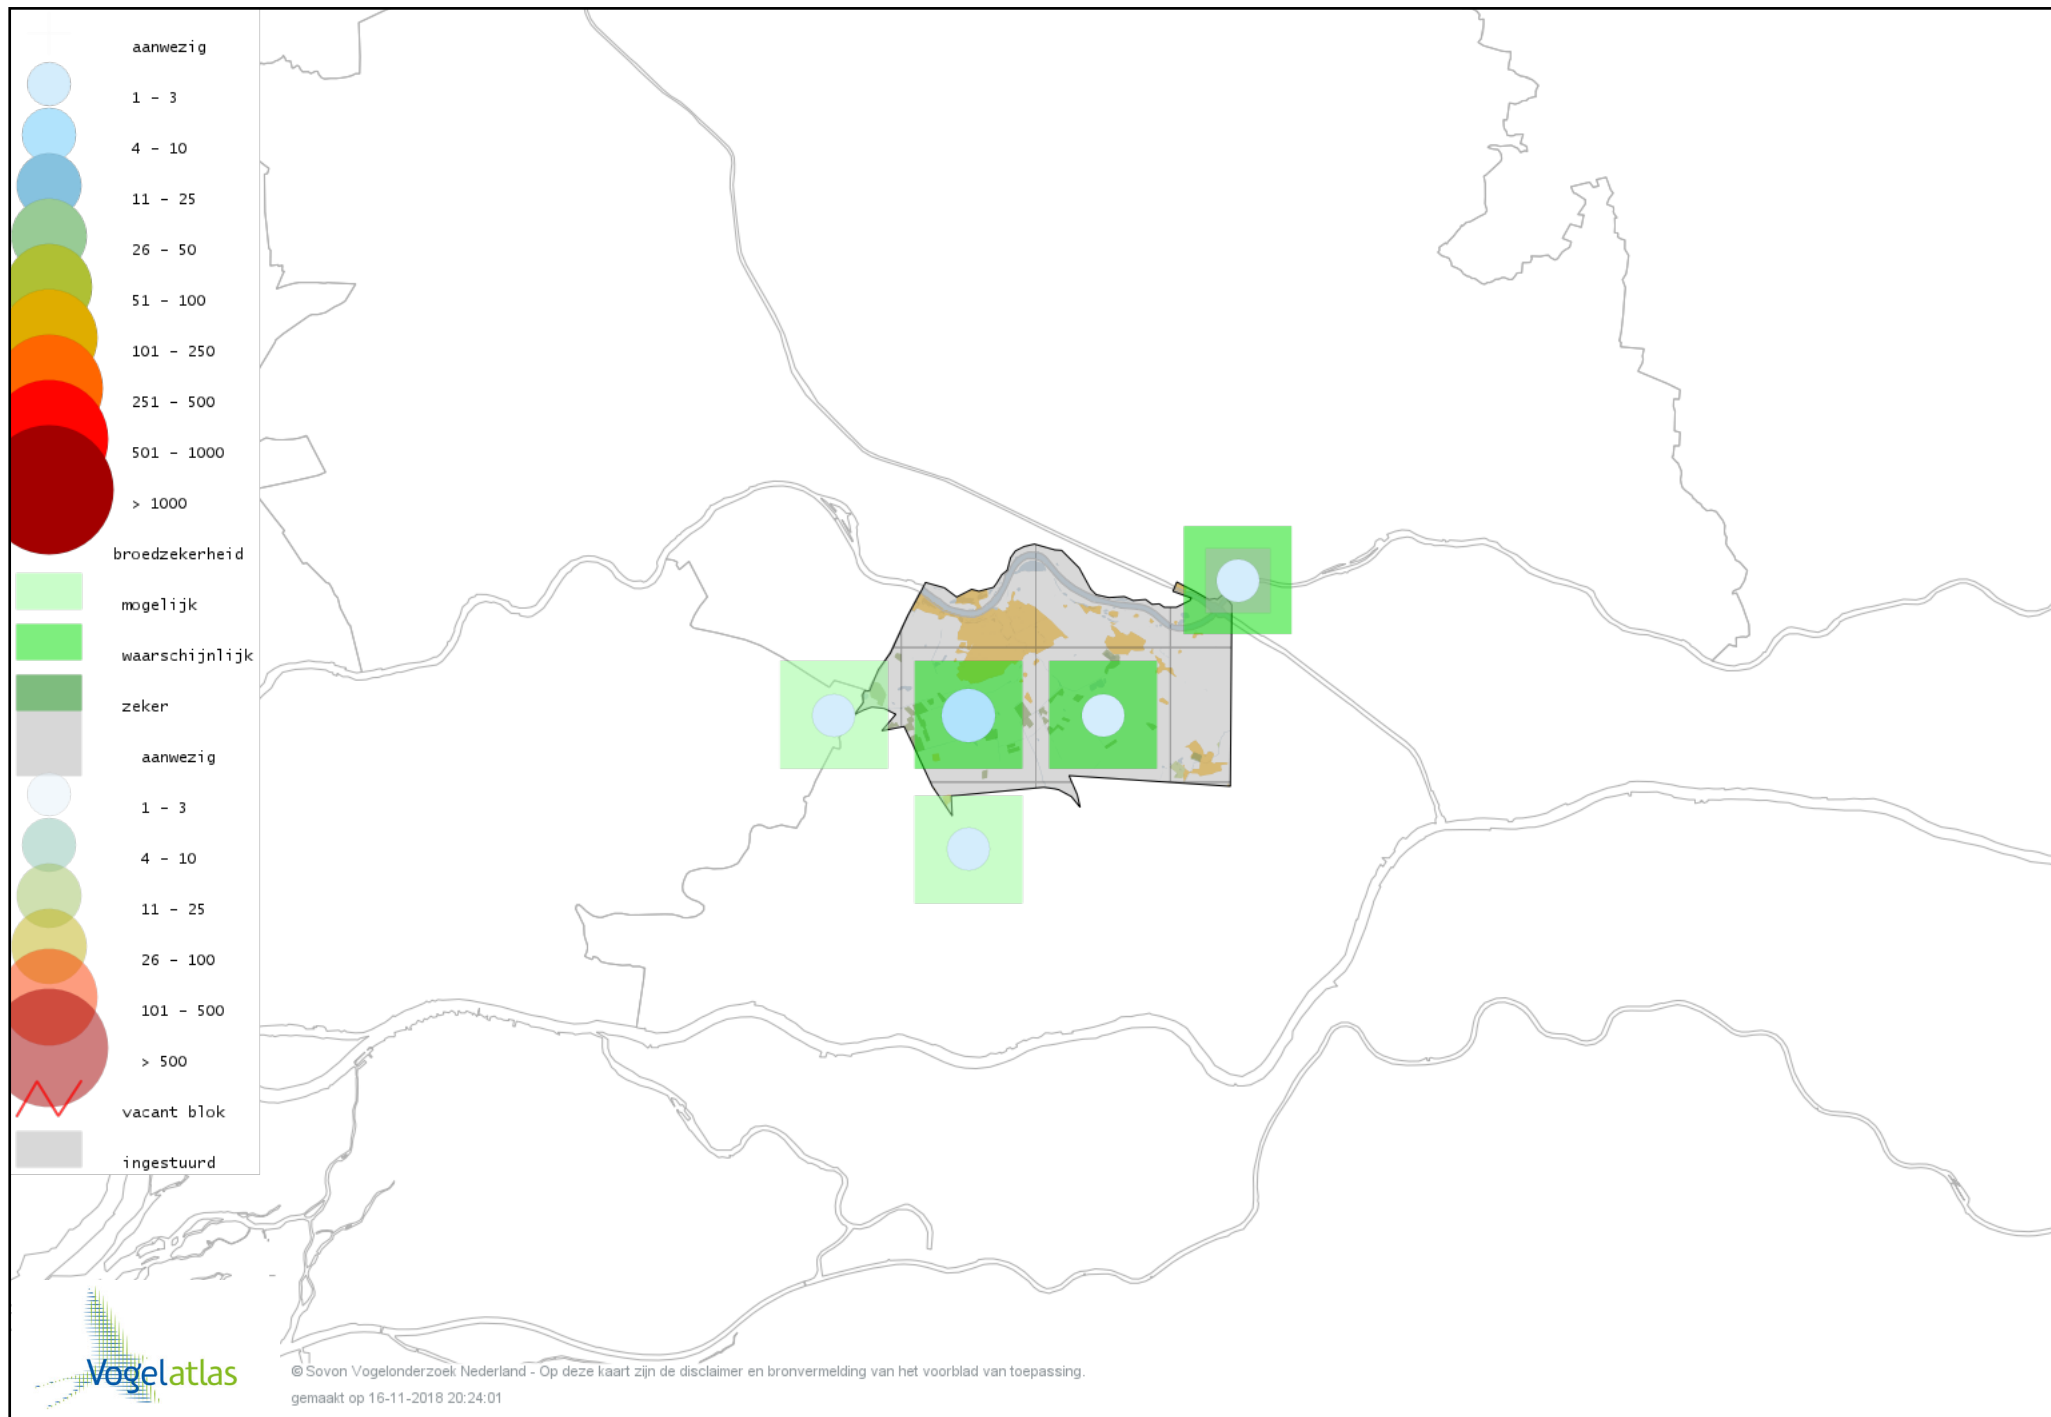 aanwezig
1 - 3
4 - 10
11 - 25
26 - 50
51 - 100
101 - 250
251 - 500
501 - 1000
> 1000
broedzekerheid
mogelijk
waarschijnlijk
zeker
aanwezig
1 - 3
4 - 10
11 - 25
26 - 100
101 - 500
> 500
vacant blok
ingestuurd
Vogelatlas
© Sovon Vogelonderzoek Nederland - Op deze kaart zijn de disclaimer en bronvermelding van het voorblad van toepassing.
gemaakt op 16-11-2018 20:24:01